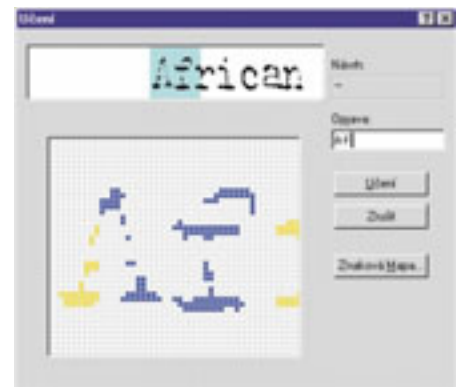 Učení
African
Návrh:
Oprava:
Af
Učení
Zrušit
Znaková Mapa...